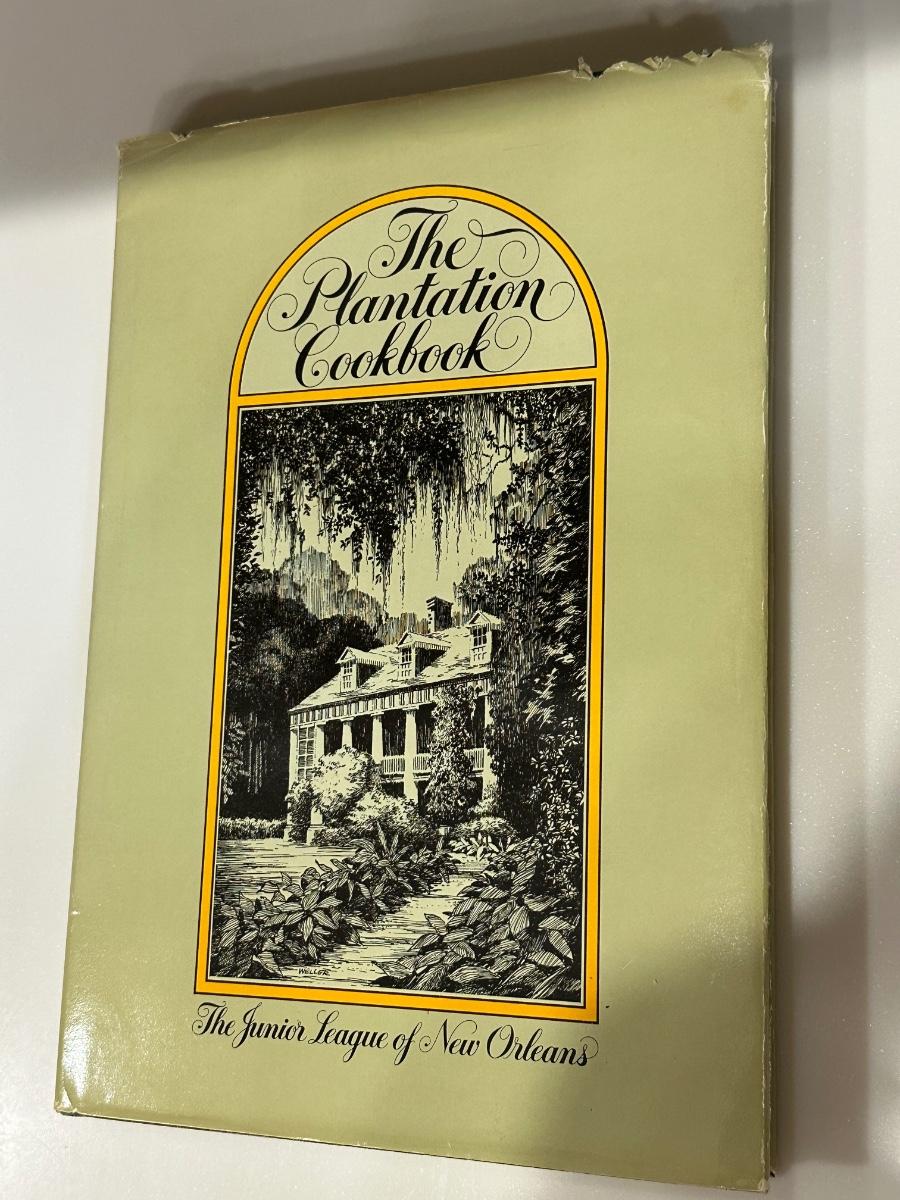 The
Plantation
Cookbook
WELLER
The Junior League of New Orleans